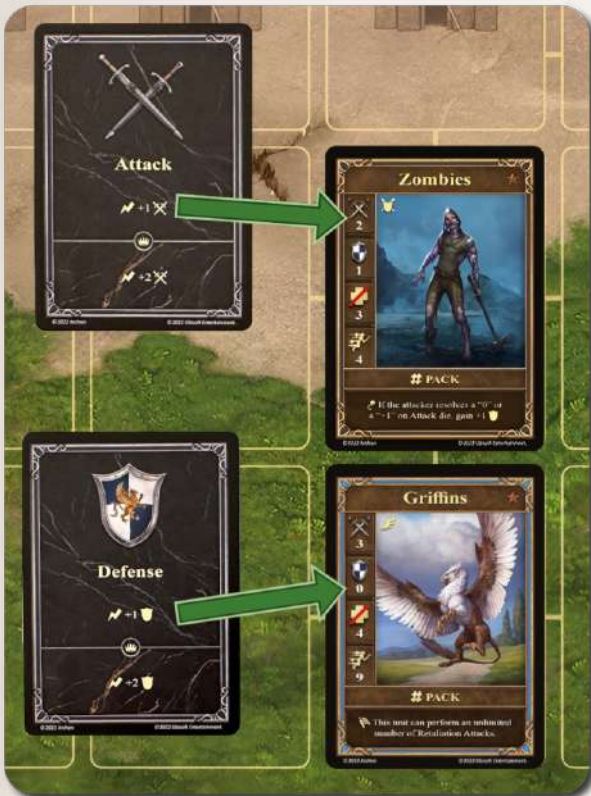 Attack
+1
+2
©2022 Archon ©2022 Ubisoft Entertainment.
Zombies
2
1
3
4
# PACK
If the attacker resolves a "0" or
on Attack die, gain +1
©2022 Archon ©2022 Ubisoft Entertainment.
Defense
+1
+2
©2022 Archon ©2022 Ubisoft Entertainment.
Griffins
3
0
4
9
# PACK
This unit can perform an unlimited
number of Retaliation Attacks.
©2022 Archon ©2022 Ubisoft Entertainment.